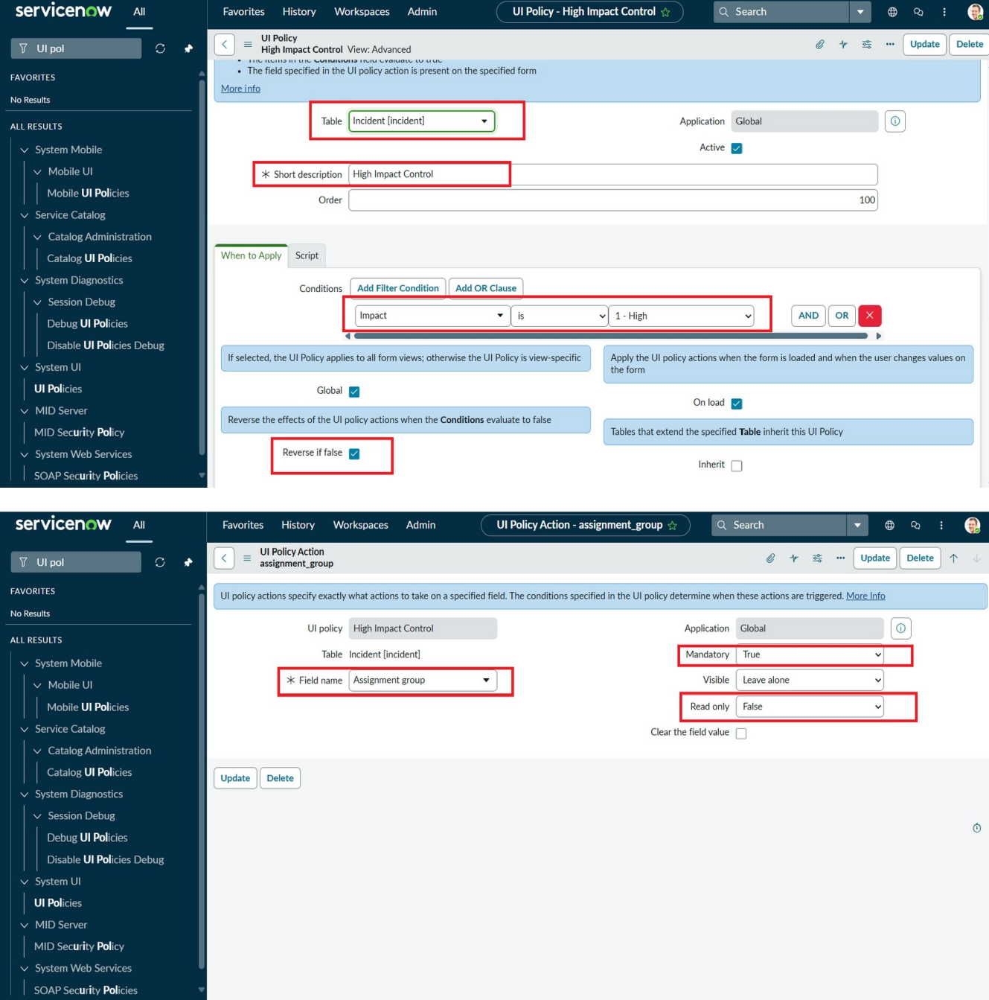 servicenow All Favorites History Workspaces Admin UI Policy - High Impact Control Search
UI pol
UI Policy
High Impact Control View: Advanced
Update Delete
FAVORITES
No Results
ALL RESULTS
System Mobile
Mobile UI
Mobile UI Policies
Service Catalog
Catalog Administration
Catalog UI Policies
System Diagnostics
Session Debug
Debug UI Policies
Disable UI Policies Debug
System UI
UI Policies
MID Server
MID Security Policy
System Web Services
SOAP Security Policies
The items in the Conditions field evaluate to true
The field specified in the UI policy action is present on the specified form
More info
Table Incident [incident]
Application Global
Active
Short description High Impact Control
Order 100
When to Apply Script
Conditions Add Filter Condition Add OR Clause
Impact is 1 - High AND OR
If selected, the UI Policy applies to all form views; otherwise the UI Policy is view-specific
Global
Reverse the effects of the UI policy actions when the Conditions evaluate to false
Reverse if false
Apply the UI policy actions when the form is loaded and when the user changes values on
the form
On load
Tables that extend the specified Table inherit this UI Policy
Inherit
servicenow All Favorites History Workspaces Admin UI Policy Action - assignment_group Search
UI pol
UI Policy Action
assignment_group
Update Delete
FAVORITES
No Results
ALL RESULTS
System Mobile
Mobile UI
Mobile UI Policies
Service Catalog
Catalog Administration
Catalog UI Policies
System Diagnostics
Session Debug
Debug UI Policies
Disable UI Policies Debug
System UI
UI Policies
MID Server
MID Security Policy
System Web Services
SOAP Security Policies
UI policy actions specify exactly what actions to take on a specified field. The conditions specified in the UI policy determine when these actions are triggered. More Info
UI policy High Impact Control
Table Incident [incident]
Field name Assignment group
Application Global
Mandatory True
Visible Leave alone
Read only False
Clear the field value
Update Delete